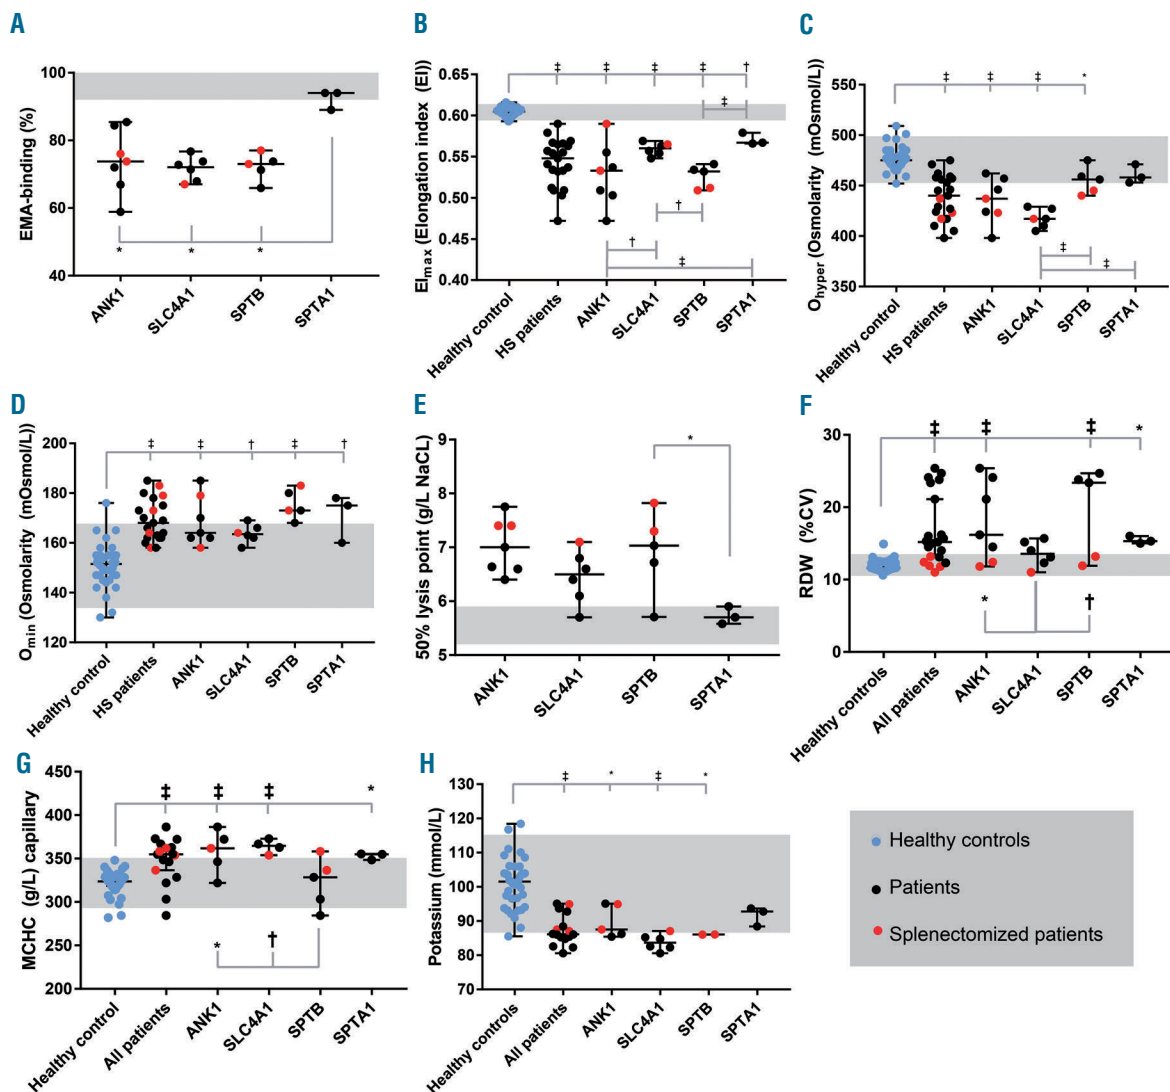 A
EMA-binding (%)
100
80
60
40
*
*
*
ANK1
SLC4A1
SPTB
SPTA1
B
EImax (Elongation index (EI))
0.65
0.60
0.55
0.50
0.45
0.40
‡
‡
‡
‡
†
‡
†
†
‡
Healthy control
HS patients
ANK1
SLC4A1
SPTB
SPTA1
C
Ohyper (Osmolarity (mOsmol/L))
550
500
450
400
350
‡
‡
‡
*
‡
‡
Healthy control
HS patients
ANK1
SLC4A1
SPTB
SPTA1
D
Omin (Osmolarity (mOsmol/L))
200
180
160
140
120
‡
‡
†
‡
†
Healthy control
HS patients
ANK1
SLC4A1
SPTB
SPTA1
E
50% lysis point (g/L NaCL)
9
8
7
6
5
*
ANK1
SLC4A1
SPTB
SPTA1
F
RDW (%CV)
30
20
10
0
‡
‡
‡
*
*
†
Healthy controls
All patients
ANK1
SLC4A1
SPTB
SPTA1
G
MCHC (g/L) capillary
450
400
350
300
250
200
‡
‡
‡
*
*
†
Healthy control
All patients
ANK1
SLC4A1
SPTB
SPTA1
H
Potassium (mmol/L)
130
120
110
100
90
80
70
‡
*
‡
*
Healthy controls
All patients
ANK1
SLC4A1
SPTB
SPTA1
Healthy controls
Patients
Splenectomized patients